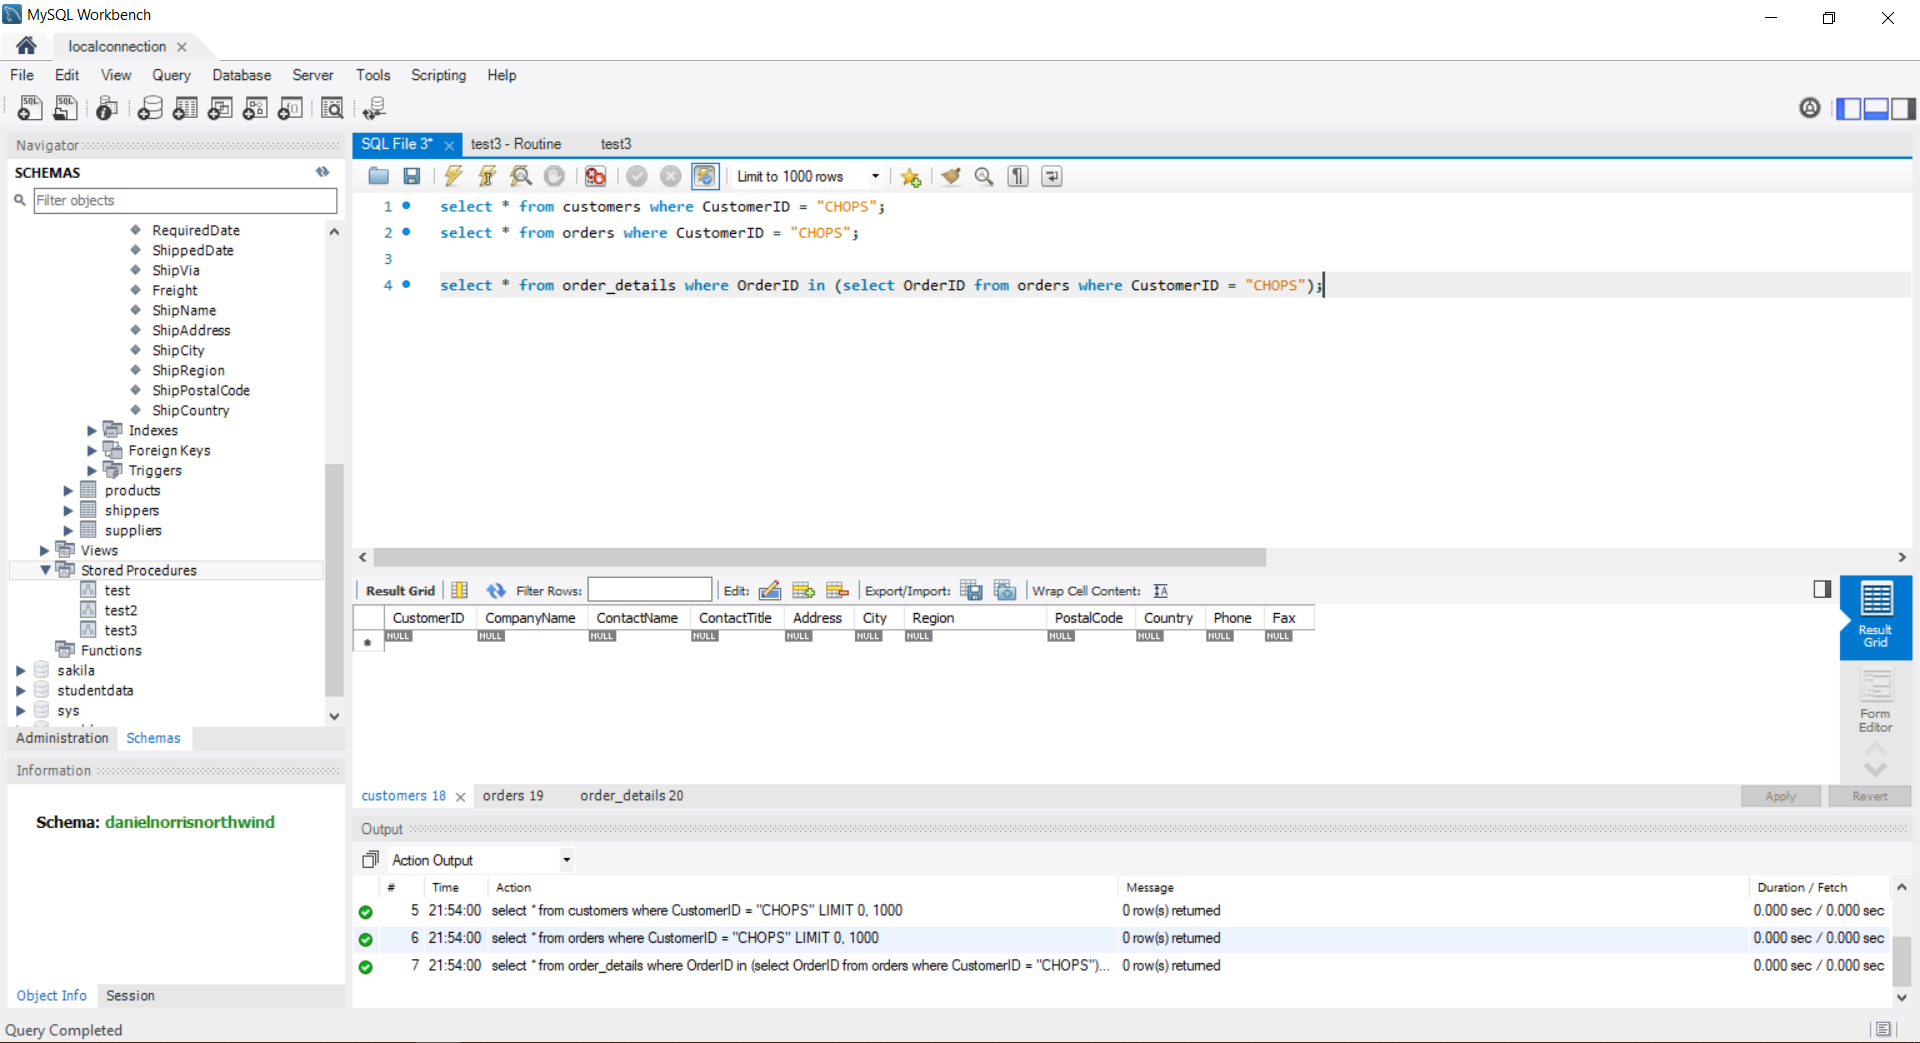 MySQL Workbench
localconnection
File Edit View Query Database Server Tools Scripting Help
Navigator
SCHEMAS
Filter objects
RequiredDate
ShippedDate
ShipVia
Freight
ShipName
ShipAddress
ShipCity
ShipRegion
ShipPostalCode
ShipCountry
Indexes
Foreign Keys
Triggers
products
shippers
suppliers
Views
Stored Procedures
test
test2
test3
Functions
sakila
studentdata
sys
Administration Schemas
Information
Schema: danielnorrisnorthwind
Object Info Session
SQL File 3* test3 - Routine test3
Limit to 1000 rows
1 select * from customers where CustomerID = "CHOPS";
2 select * from orders where CustomerID = "CHOPS";
3
4 select * from order_details where OrderID in (select OrderID from orders where CustomerID = "CHOPS");
Result Grid Filter Rows: Edit: Export/Import: Wrap Cell Content:
CustomerID CompanyName ContactName ContactTitle Address City Region PostalCode Country Phone Fax
NULL NULL NULL NULL NULL NULL NULL NULL NULL NULL NULL
Result
Grid
Form
Editor
customers 18 orders 19 order_details 20
Apply Revert
Output
Action Output
# Time Action Message Duration / Fetch
5 21:54:00 select * from customers where CustomerID = "CHOPS" LIMIT 0, 1000 0 row(s) returned 0.000 sec / 0.000 sec
6 21:54:00 select * from orders where CustomerID = "CHOPS" LIMIT 0, 1000 0 row(s) returned 0.000 sec / 0.000 sec
7 21:54:00 select * from order_details where OrderID in (select OrderID from orders where CustomerID = "CHOPS")... 0 row(s) returned 0.000 sec / 0.000 sec
Query Completed